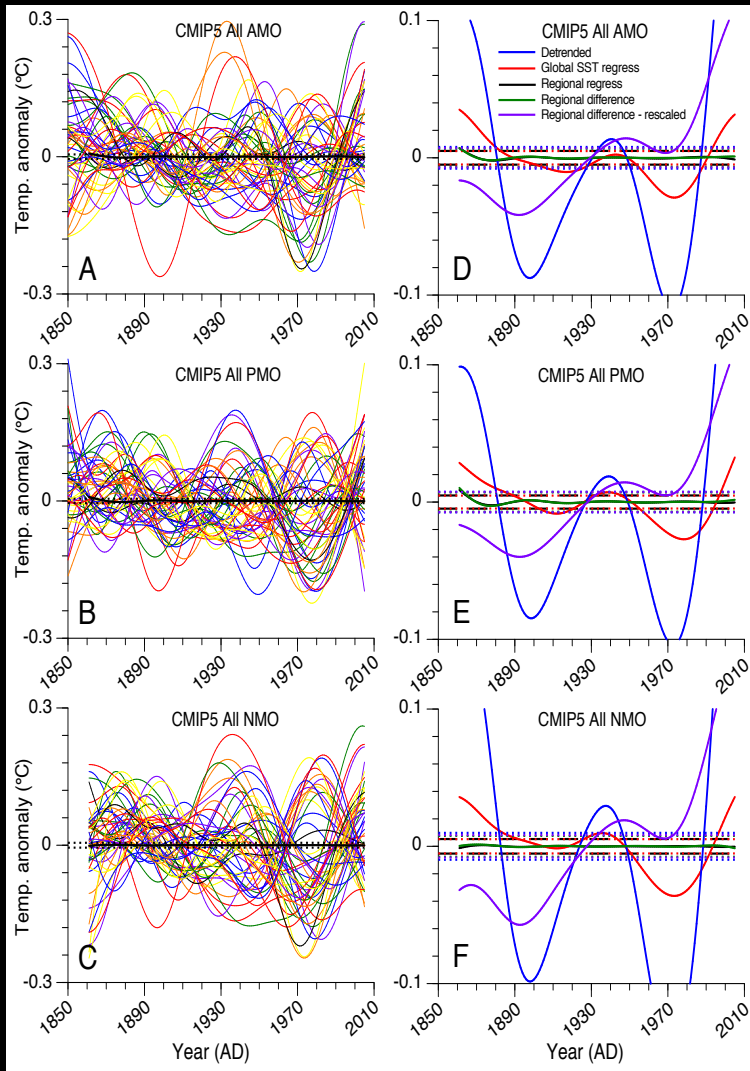 CMIP5 All AMO
Temp. anomaly (°C)
0.3
0
-0.3
A
1850
1890
1930
1970
2010
CMIP5 All AMO
Detrended
Global SST regress
Regional regress
Regional difference
Regional difference - rescaled
0.1
0
-0.1
D
1850
1890
1930
1970
2010
CMIP5 All PMO
Temp. anomaly (°C)
0.3
0
-0.3
B
1850
1890
1930
1970
2010
CMIP5 All PMO
0.1
0
-0.1
E
1850
1890
1930
1970
2010
CMIP5 All NMO
Temp. anomaly (°C)
0.3
0
-0.3
C
1850
1890
1930
1970
2010
Year (AD)
CMIP5 All NMO
0.1
0
-0.1
F
1850
1890
1930
1970
2010
Year (AD)